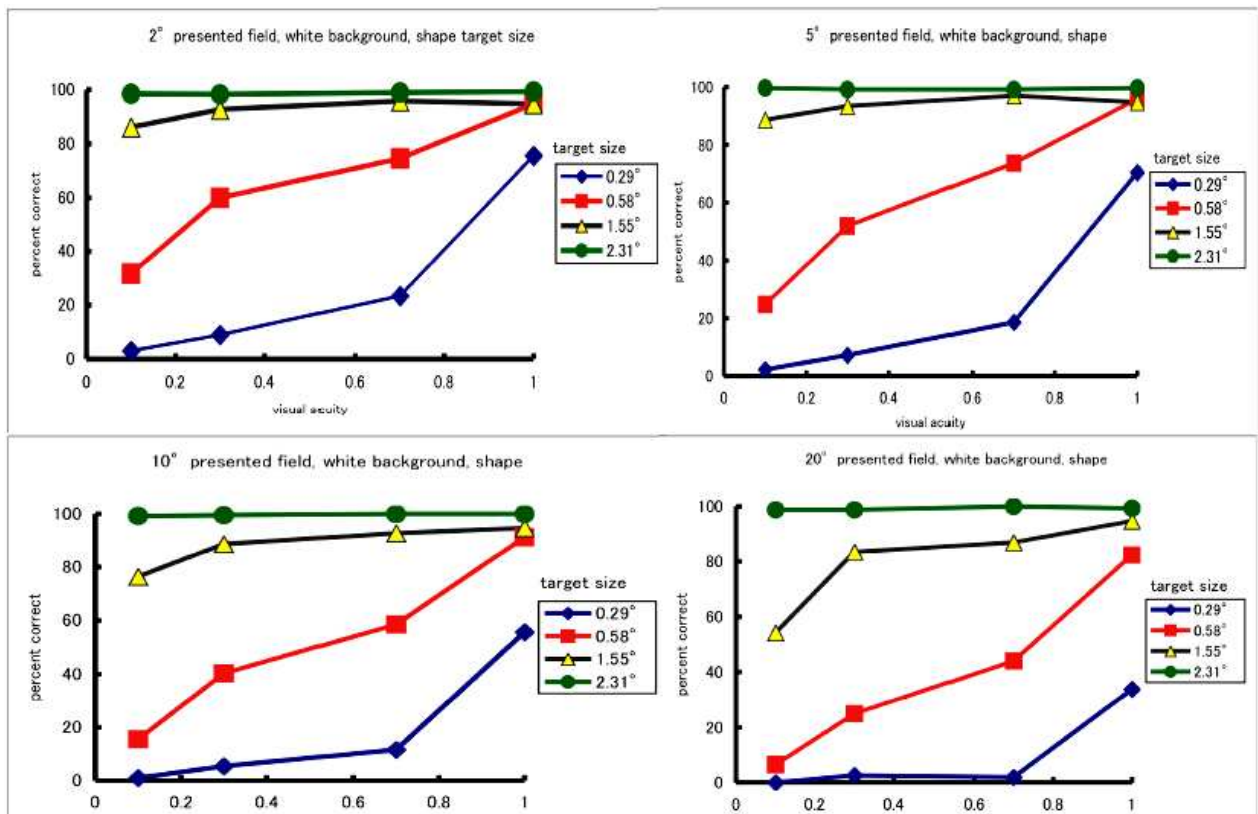 2° presented field, white background, shape target size
100
80
60
40
20
0
percent correct
0 0.2 0.4 0.6 0.8 1
visual acuity
target size
0.29°
0.58°
1.55°
2.31°
5° presented field, white background, shape
100
80
60
40
20
0
percent correct
0 0.2 0.4 0.6 0.8 1
visual acuity
target size
0.29°
0.58°
1.55°
2.31°
10° presented field, white background, shape
100
80
60
40
20
0
percent correct
0 0.2 0.4 0.6 0.8 1
target size
0.29°
0.58°
1.55°
2.31°
20° presented field, white background, shape
100
80
60
40
20
0
percent correct
0 0.2 0.4 0.6 0.8 1
target size
0.29°
0.58°
1.55°
2.31°